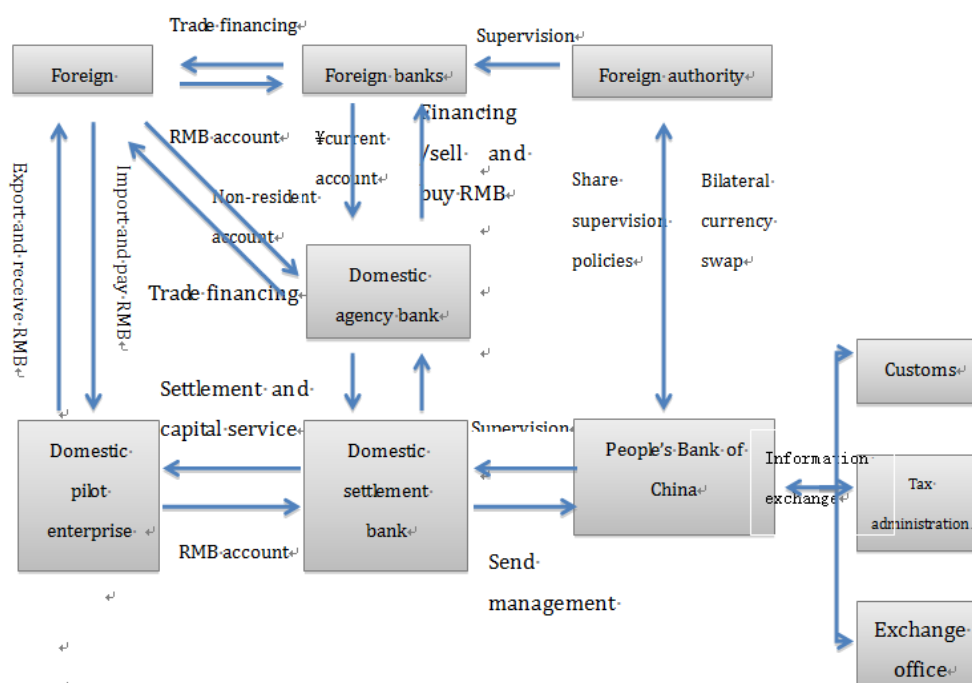 Trade financing
Supervision
Foreign
Foreign banks
Foreign authority
RMB account
¥current
account
Financing
/sell and
buy RMB
Non-resident
account
Share
supervision
policies
Bilateral
currency
swap
Export and receive RMB
Import and pay RMB
Trade financing
Domestic
agency bank
Customs
Settlement and
capital service
Supervision
Domestic
pilot
enterprise
Domestic
settlement
bank
People's Bank of
China
Information
exchange
Tax
administration
RMB account
Send
management
Exchange
office